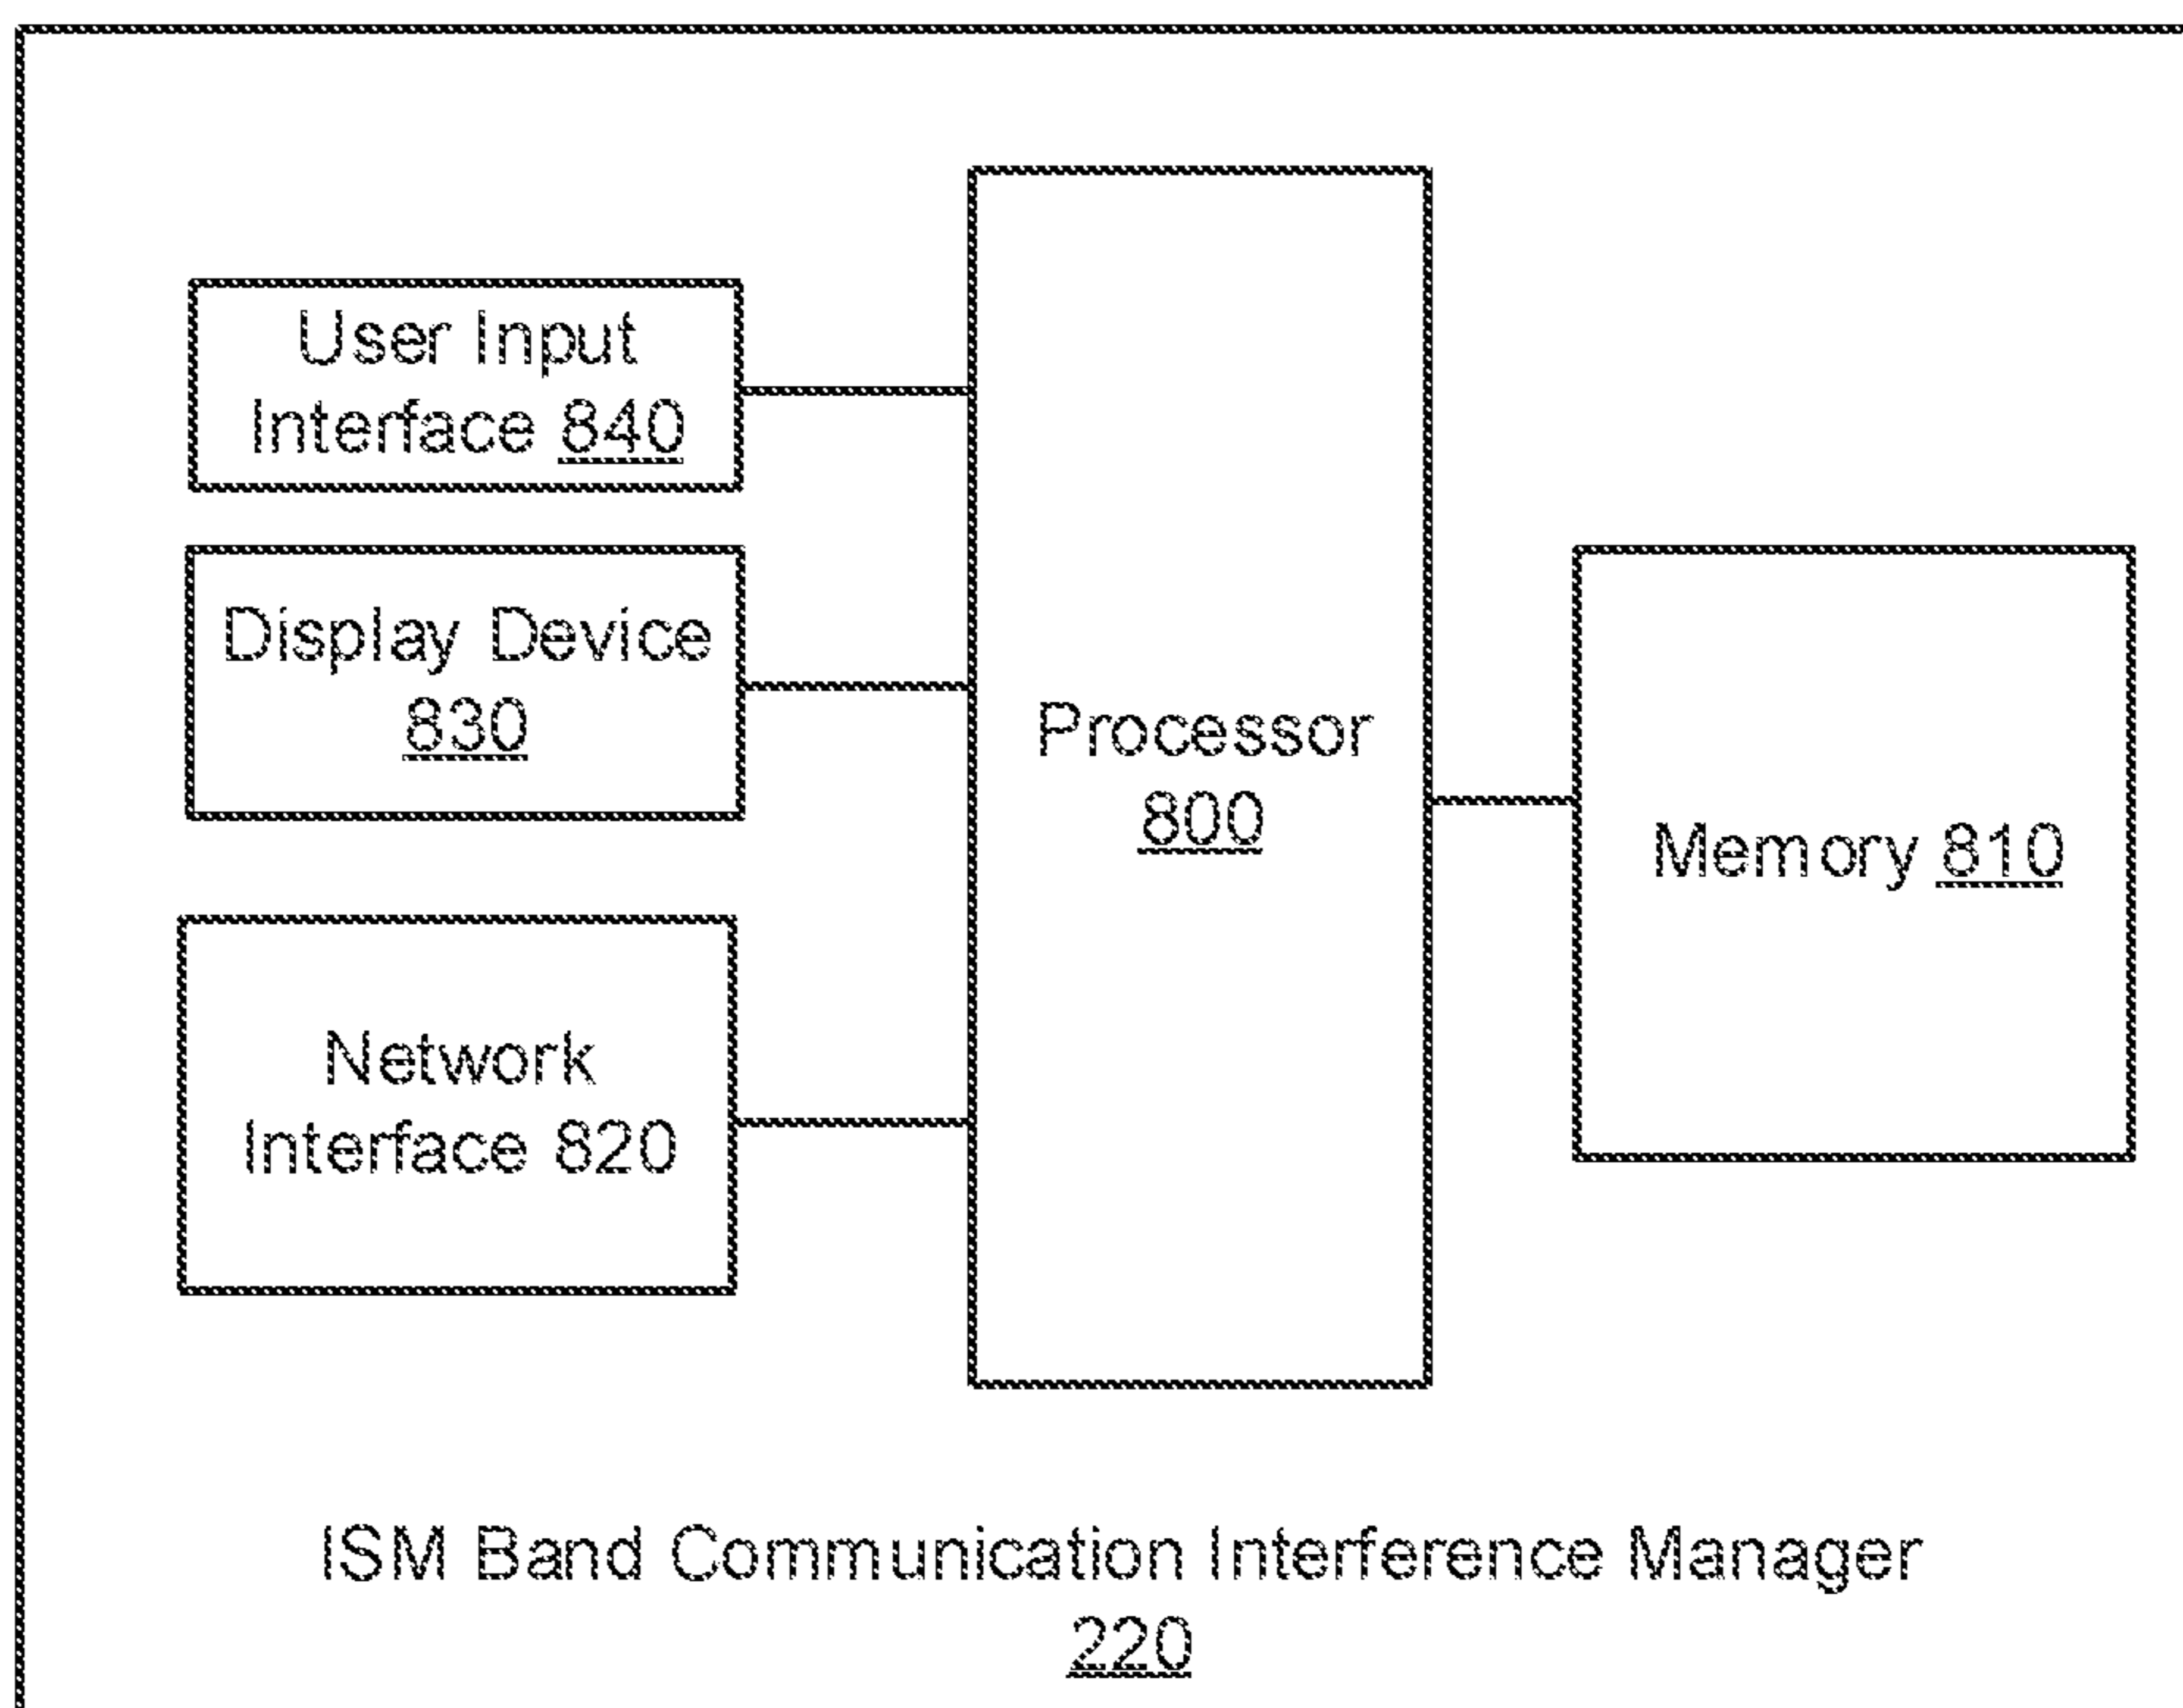 User Input
Interface 840
Display Device
830
Network
Interface 820
Processor
800
Memory 810
ISM Band Communication Interference Manager
220